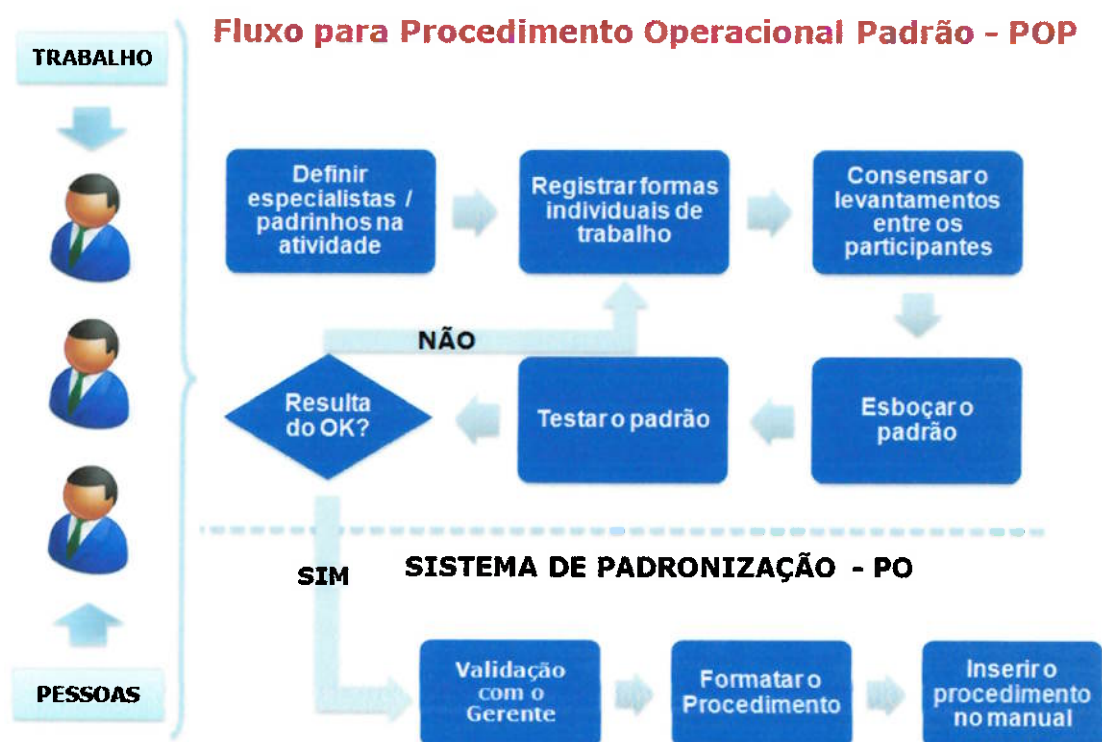 Fluxo para Procedimento Operacional Padrão - POP
TRABALHO
Definir
especialistas /
padrinhos na
atividade
Registrar formas
individuais de
trabalho
Consensar o
levantamentos
entre os
participantes
NÃO
Resulta
do OK?
Testar o padrão
Esboçar o
padrão
SIM
SISTEMA DE PADRONIZAÇÃO - PO
PESSOAS
Validação
com o
Gerente
Formatar o
Procedimento
Inserir o
procedimento
no manual